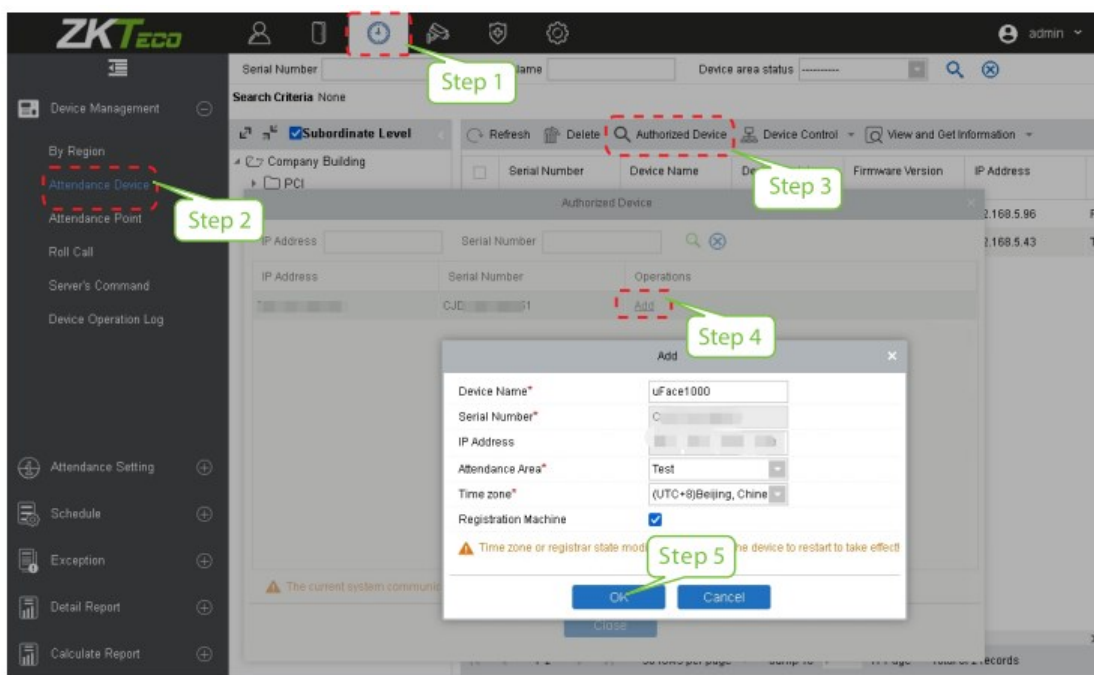 ZKTECO
admin
Serial Number
Name
Device area status ----------
Step 1
Search Criteria None
Device Management
Subordinate Level
Refresh Delete Authorized Device Device Control View and Get Information
By Region
Company Building
Serial Number Device Name Firmware Version IP Address
PCI
Step 3
Attendance Device
Step 2
Authorized Device
Attendance Point
2.168.5.96
IP Address Serial Number
2.168.5.43
Roll Call
IP Address Serial Number Operations
Server's Command
CJD 51 Add
Device Operation Log
Step 4
Add
Device Name* uFace1000
Serial Number* C
IP Address
Attendance Area* Test
Time zone* (UTC+8)Beijing, Chine
Registration Machine
Time zone or registrar state he device to restart to take effect!
Step 5
OK Cancel
The current system
Close
Attendance Setting
Schedule
Exception
Detail Report
Calculate Report